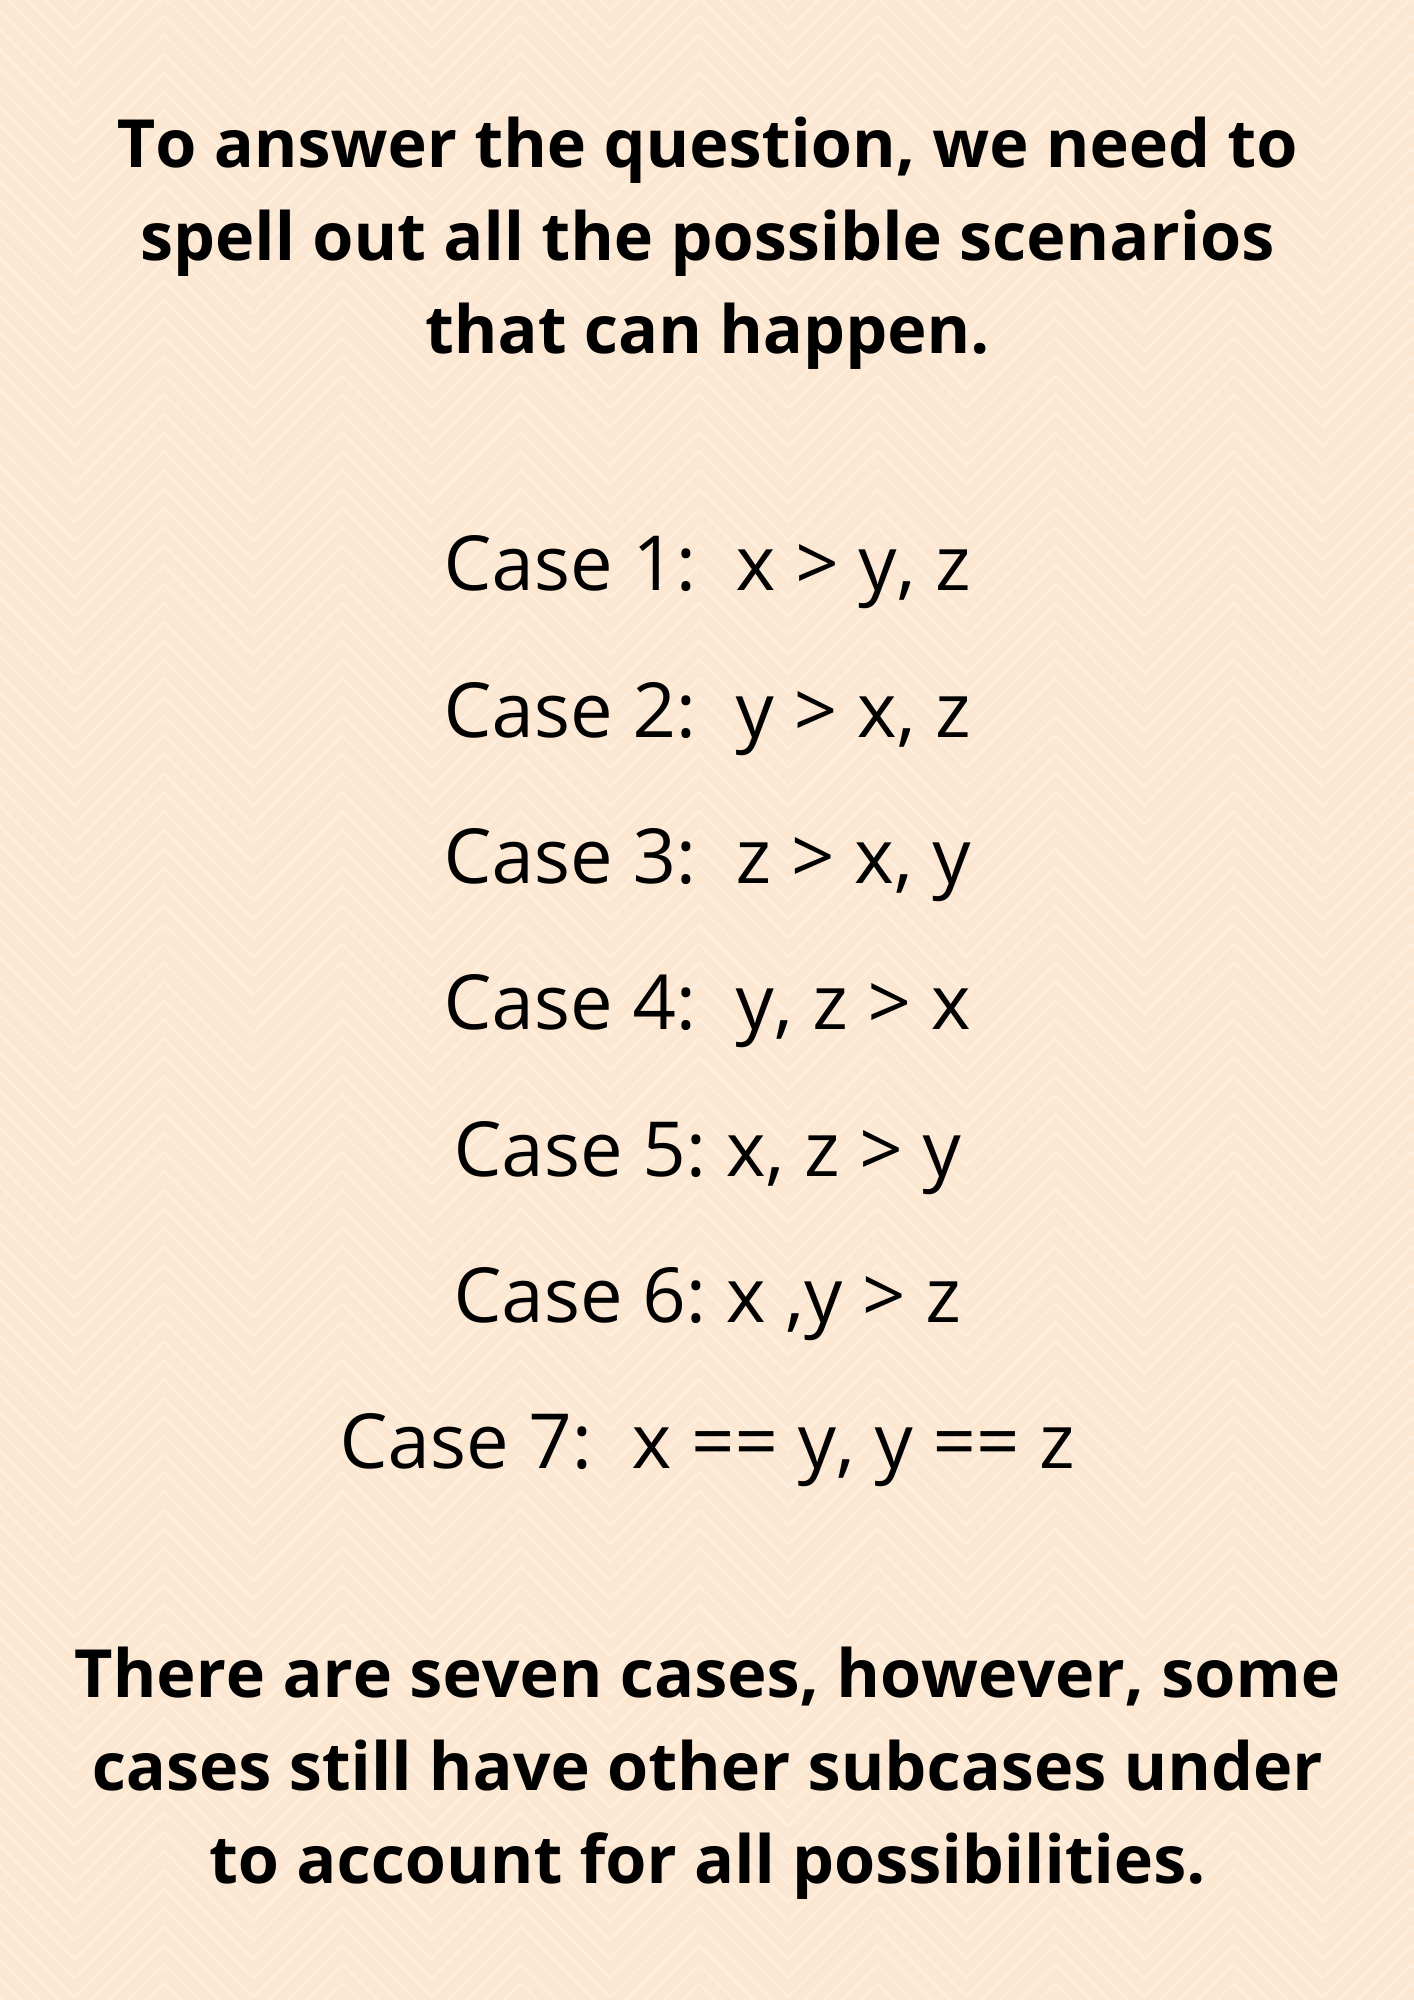 To answer the question, we need to
spell out all the possible scenarios
that can happen.
Case 1:  x > y, z
Case 2:  y > x, z
Case 3:  z > x, y
Case 4:  y, z > x
Case 5: x, z > y
Case 6: x ,y > z
Case 7:  x == y, y == z
There are seven cases, however, some
cases still have other subcases under
to account for all possibilities.